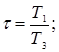 τ = T₁/T₃;